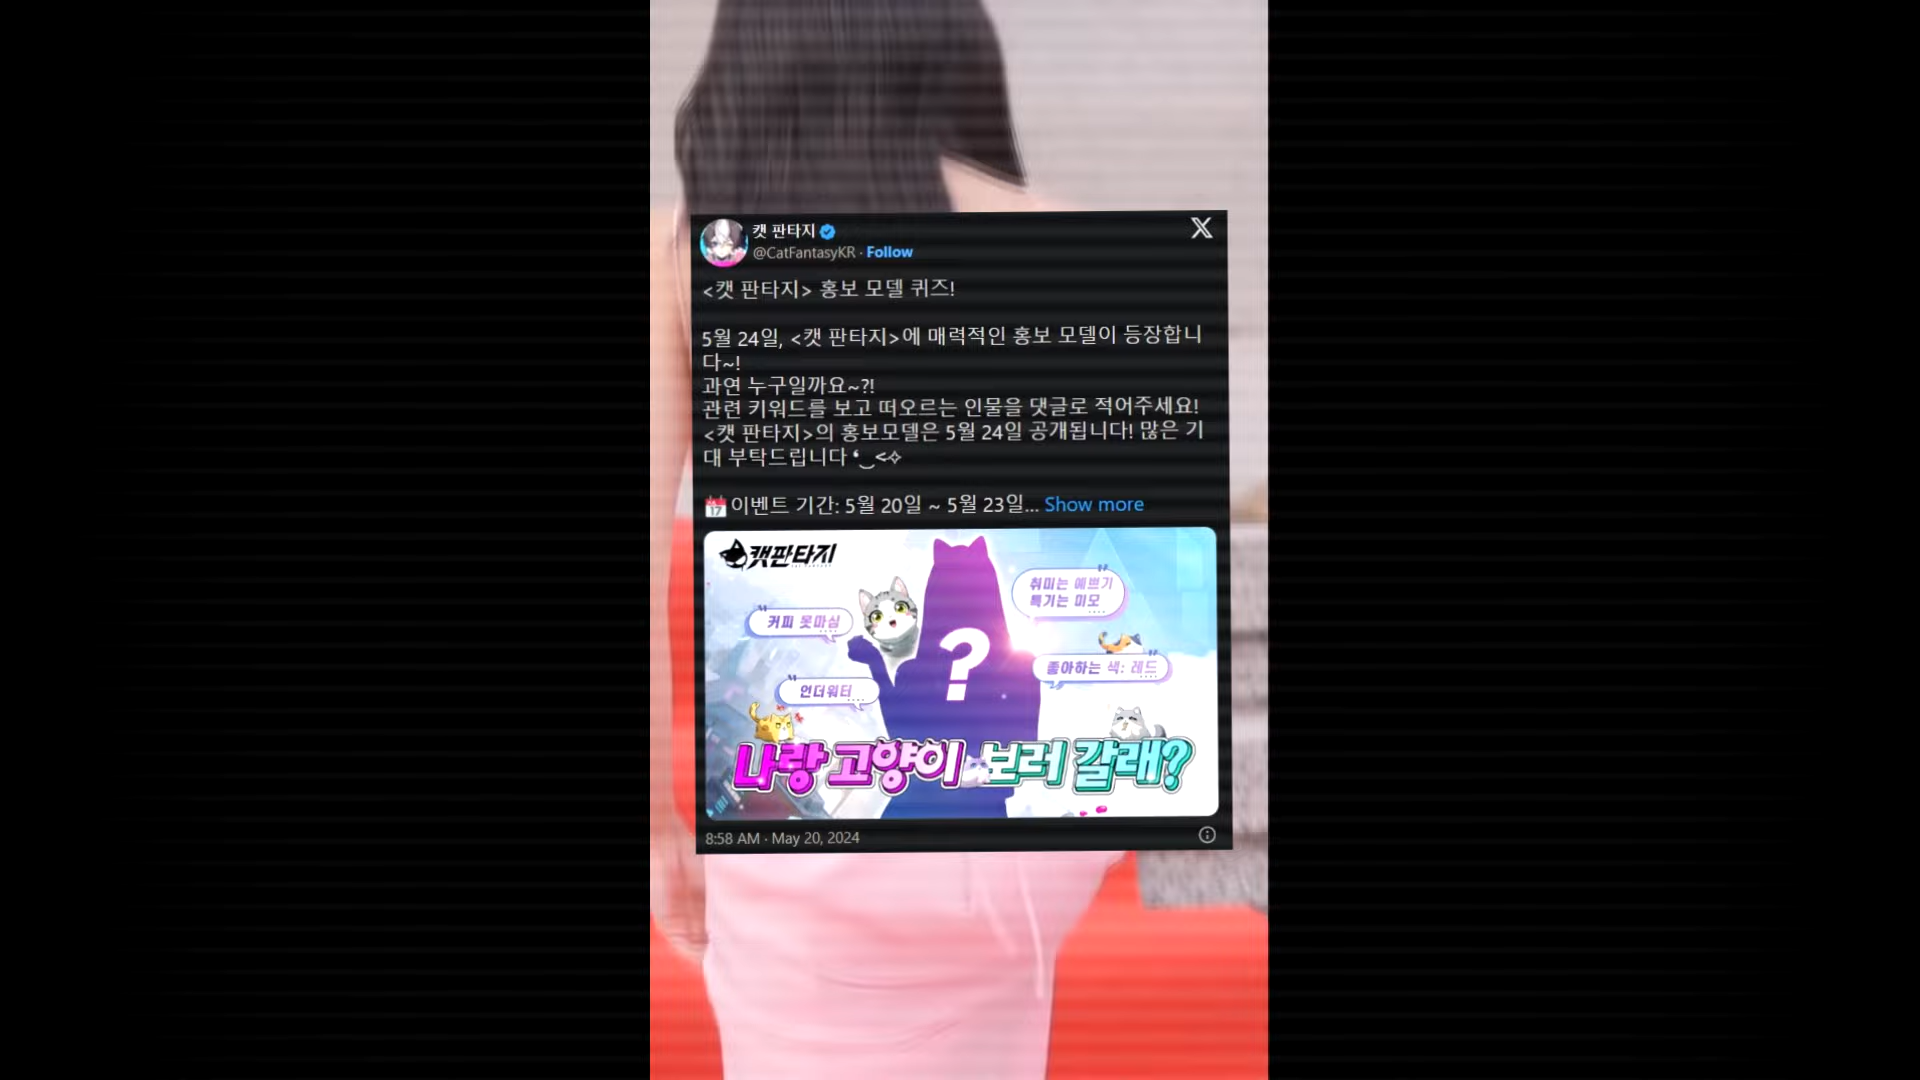 캣 판타지
@CatFantasyKR · Follow
X
<캣 판타지> 홍보 모델 퀴즈!
5월 24일, <캣 판타지>에 매력적인 홍보 모델이 등장합니
다~!
과연 누구일까요~?!
관련 키워드를 보고 떠오르는 인물을 댓글로 적어주세요!
<캣 판타지>의 홍보모델은 5월 24일 공개됩니다! 많은 기
대 부탁드립니다 ❛‿<✧
📅이벤트 기간: 5월 20일 ~ 5월 23일... Show more
캣판타지
취미는 예쁘기
특기는 미모
커피 못마심
?
좋아하는 색: 레드
언더워터
나랑 고양이 보러 갈래?
8:58 AM · May 20, 2024